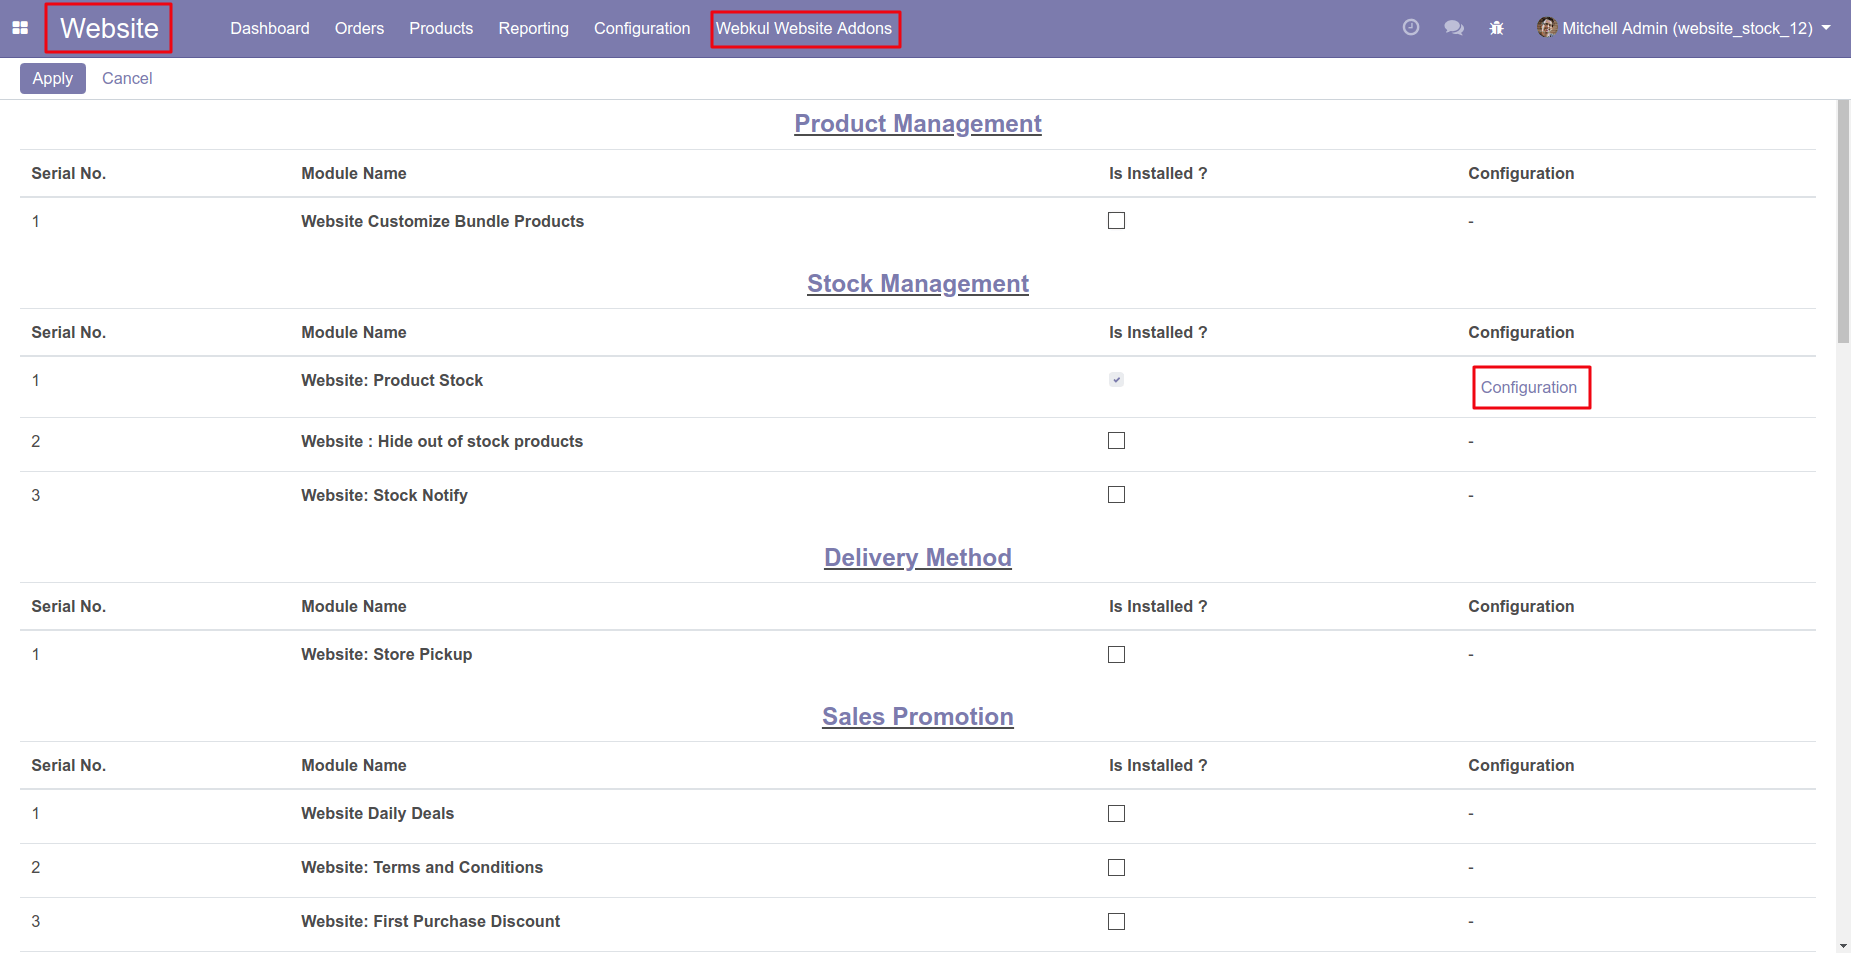 Website Dashboard Orders Products Reporting Configuration Webkul Website Addons Mitchell Admin (website_stock_12)
Apply Cancel
Product Management
Serial No. Module Name Is Installed ? Configuration
1 Website Customize Bundle Products -
Stock Management
Serial No. Module Name Is Installed ? Configuration
1 Website: Product Stock Configuration
2 Website : Hide out of stock products -
3 Website: Stock Notify -
Delivery Method
Serial No. Module Name Is Installed ? Configuration
1 Website: Store Pickup -
Sales Promotion
Serial No. Module Name Is Installed ? Configuration
1 Website Daily Deals -
2 Website: Terms and Conditions -
3 Website: First Purchase Discount -